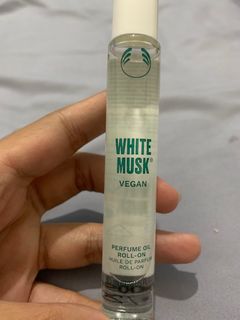 WHITE
MUSK®
VEGAN
PERFUME OIL
ROLL-ON
HUILE DE PARFUM
ROLL-ON